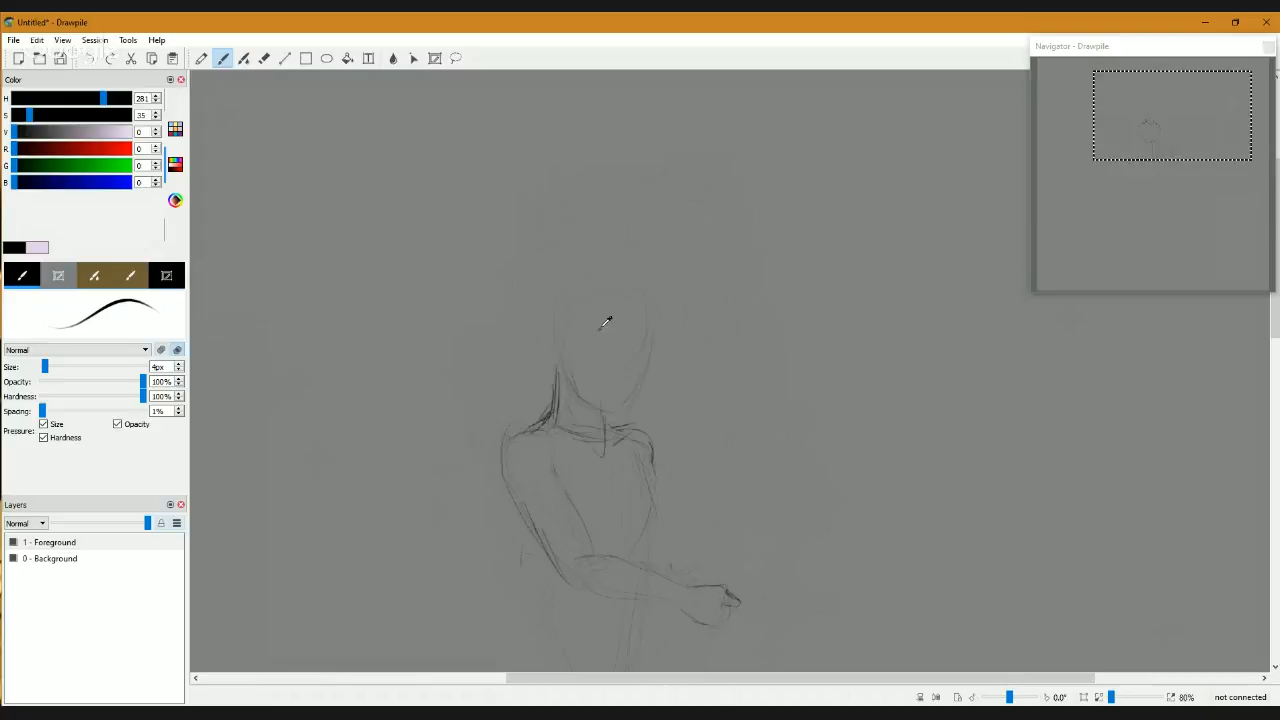 Untitled* - Drawpile
File Edit View Session Tools Help
Navigator - Drawpile
Color
H 281
S 35
V 0
R 0
G 0
B 0
Normal
Size: 4px
Opacity: 100%
Hardness: 100%
Spacing: 1%
Pressure: Size Opacity
Hardness
Layers
Normal
1 - Foreground
0 - Background
0.0° 80% not connected